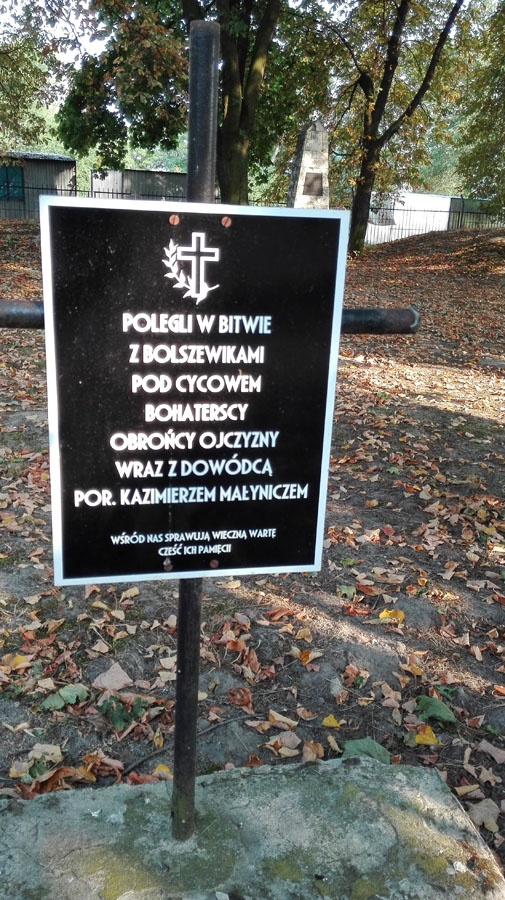 POLEGLI W BITWIE
Z BOLSZEWIKAMI
POD CYCOWEM
BOHATERSCY
OBROŃCY OJCZYZNY
WRAZ Z DOWÓDCĄ
POR. KAZIMIERZEM MAŁYNICZEM
WŚRÓD NAS SPRAWUJĄ WIECZNĄ WARTĘ
CZEŚĆ ICH PAMIĘCI